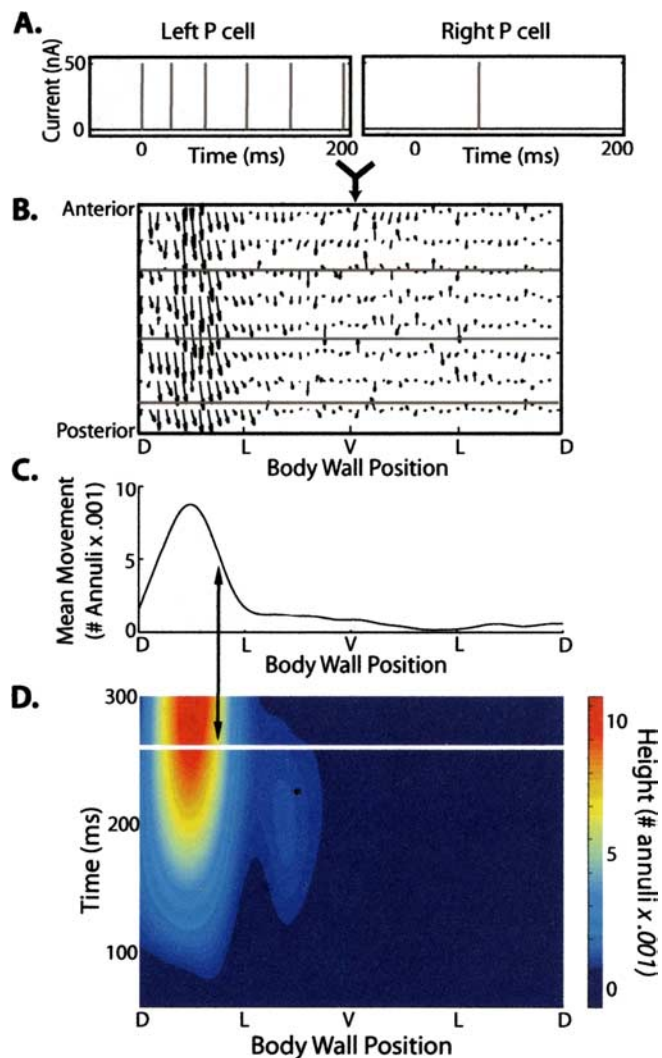 A.
Left P cell
Right P cell
Current (nA)
50
0
0
200
Time (ms)
0
200
Time (ms)
B.
Anterior
Posterior
D L V L D
Body Wall Position
C.
Mean Movement
(# Annuli x .001)
10
5
0
D L V L D
Body Wall Position
D.
Time (ms)
300
200
100
D L V L D
Body Wall Position
10
5
0
Height (# annuli x .001)